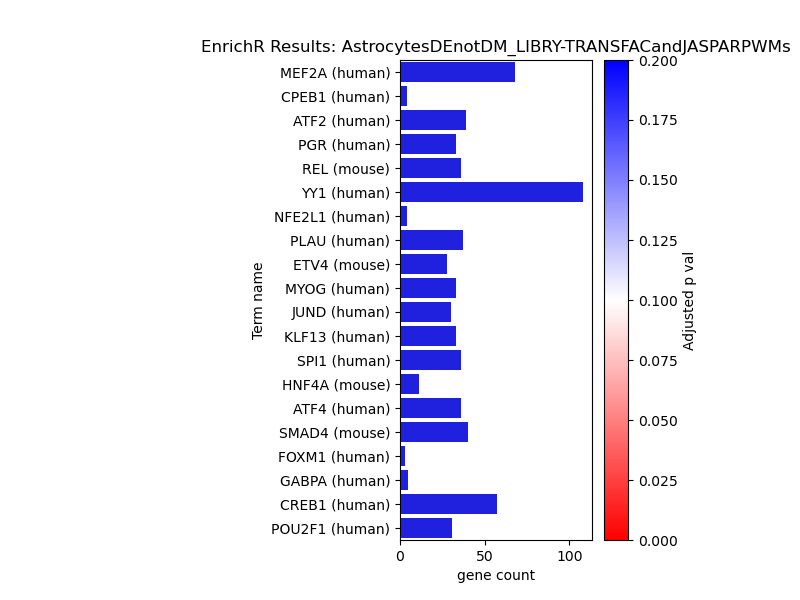 EnrichR Results: AstrocytesDEnotDM_LIBRY-TRANSFACandJASPARPWMs
MEF2A (human)
CPEB1 (human)
ATF2 (human)
PGR (human)
REL (mouse)
YY1 (human)
NFE2L1 (human)
PLAU (human)
ETV4 (mouse)
MYOG (human)
JUND (human)
KLF13 (human)
SPI1 (human)
HNF4A (mouse)
ATF4 (human)
SMAD4 (mouse)
FOXM1 (human)
GABPA (human)
CREB1 (human)
POU2F1 (human)
Term name
0 50 100
gene count
0.200
0.175
0.150
0.125
0.100
0.075
0.050
0.025
0.000
Adjusted p val